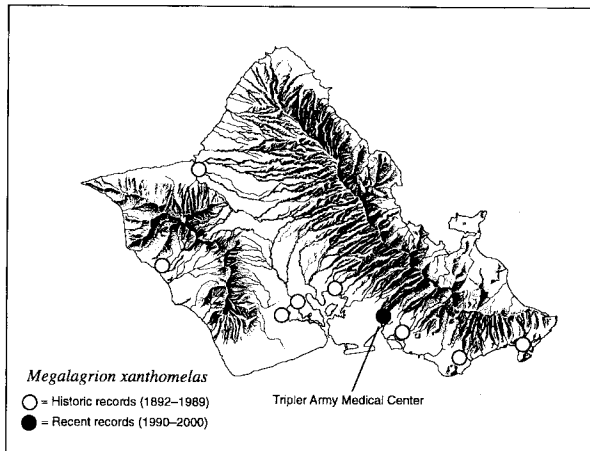 Megalagrion xanthomelas
= Historic records (1892–1989)
= Recent records (1990–2000)
Tripler Army Medical Center